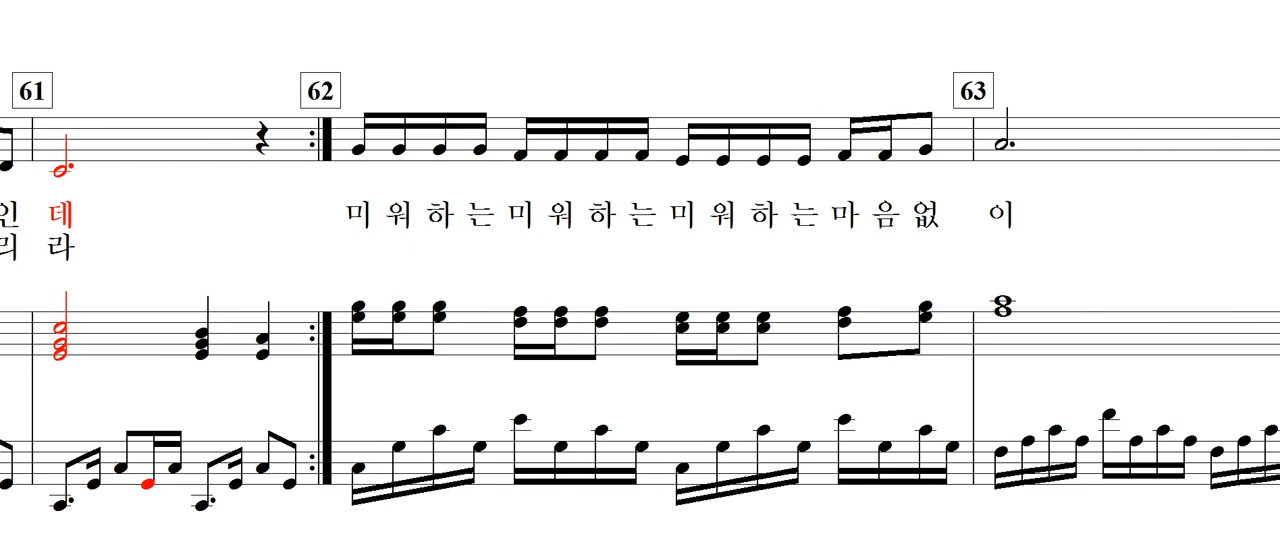 61 62 63
인 데 미 워 하 는 미 워 하 는 미 워 하 는 마 음 없 이
리 라